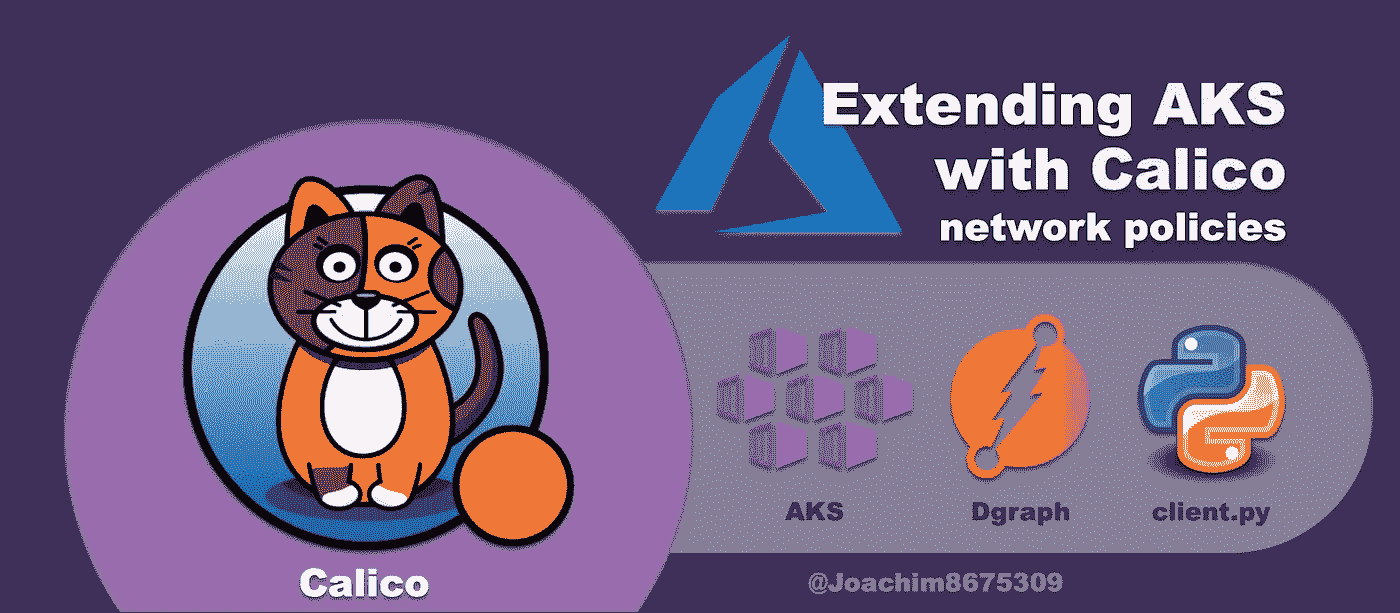 Extending AKS
with Calico
network policies
AKS
Dgraph
client.py
Calico
@Joachim8675309